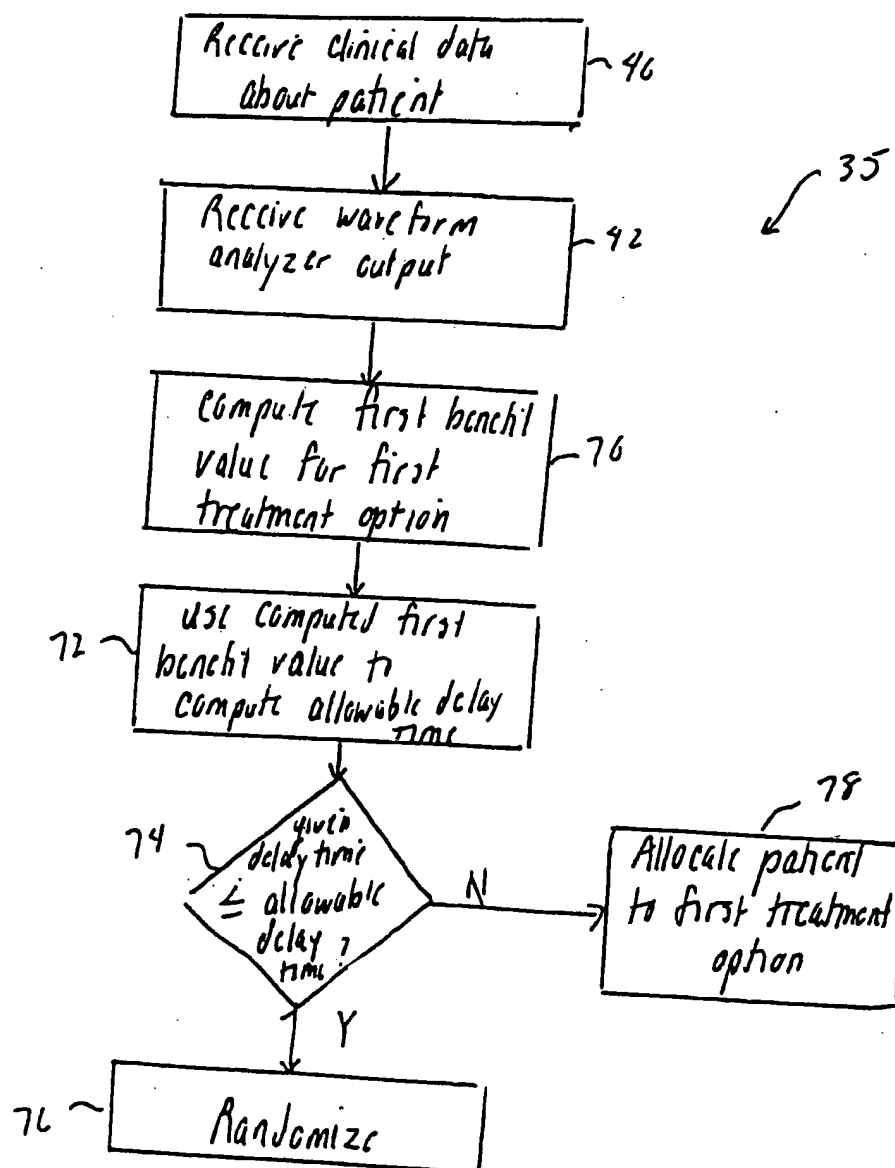 Receive clinical data
about patient
40
35
Receive waveform
analyzer output
42
compute first benefit
value for first
treatment option
70
72
use computed first
benefit value to
compute allowable delay
time
74
given
delay time
≤ allowable
delay
time?
N
78
Allocate patient
to first treatment
option
Y
76
Randomize